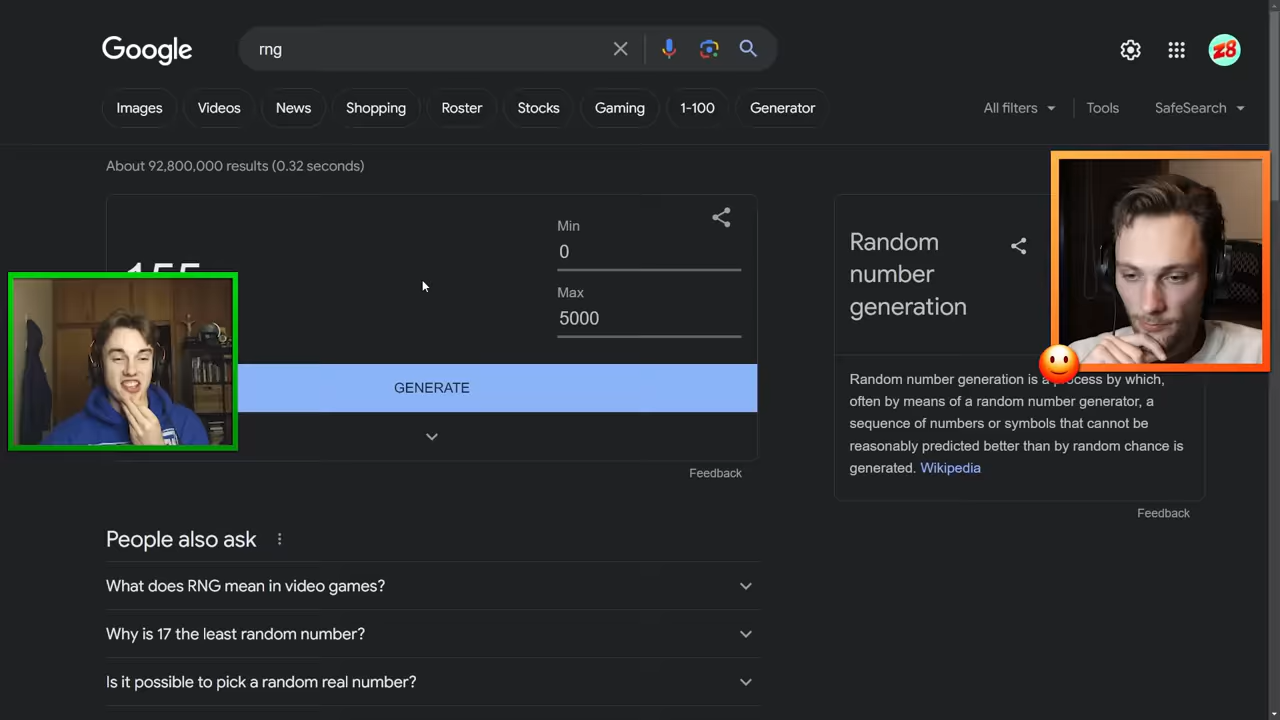 Google
rng
z8
Images
Videos
News
Shopping
Roster
Stocks
Gaming
1-100
Generator
All filters
Tools
SafeSearch
About 92,800,000 results (0.32 seconds)
Min
0
Max
5000
GENERATE
Feedback
Random
number
generation
Random number generation is a process by which,
often by means of a random number generator, a
sequence of numbers or symbols that cannot be
reasonably predicted better than by random chance is
generated. Wikipedia
Feedback
People also ask
What does RNG mean in video games?
Why is 17 the least random number?
Is it possible to pick a random real number?